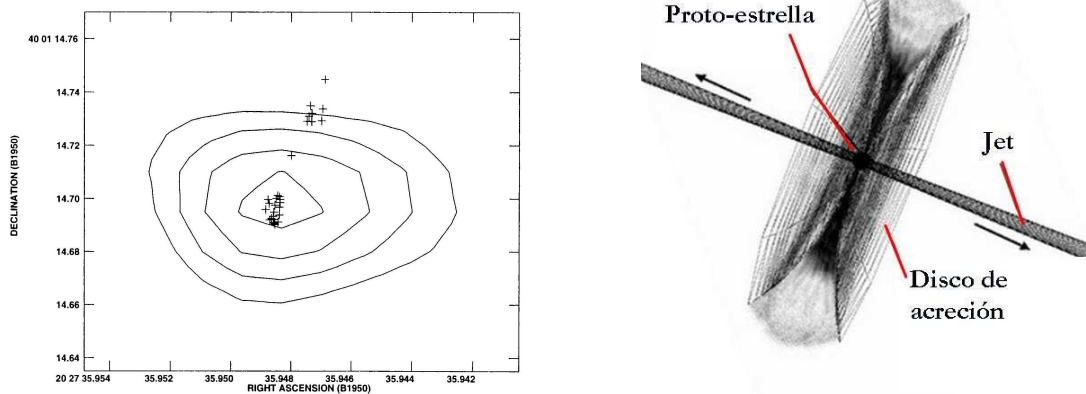 40 01 14.76
14.74
14.72
14.70
14.68
14.66
14.64
DECLINATION (B1950)
20 27 35.954 35.952 35.950 35.948 35.946 35.944 35.942
RIGHT ASCENSION (B1950)
Proto-estrella
Jet
Disco de
acreción